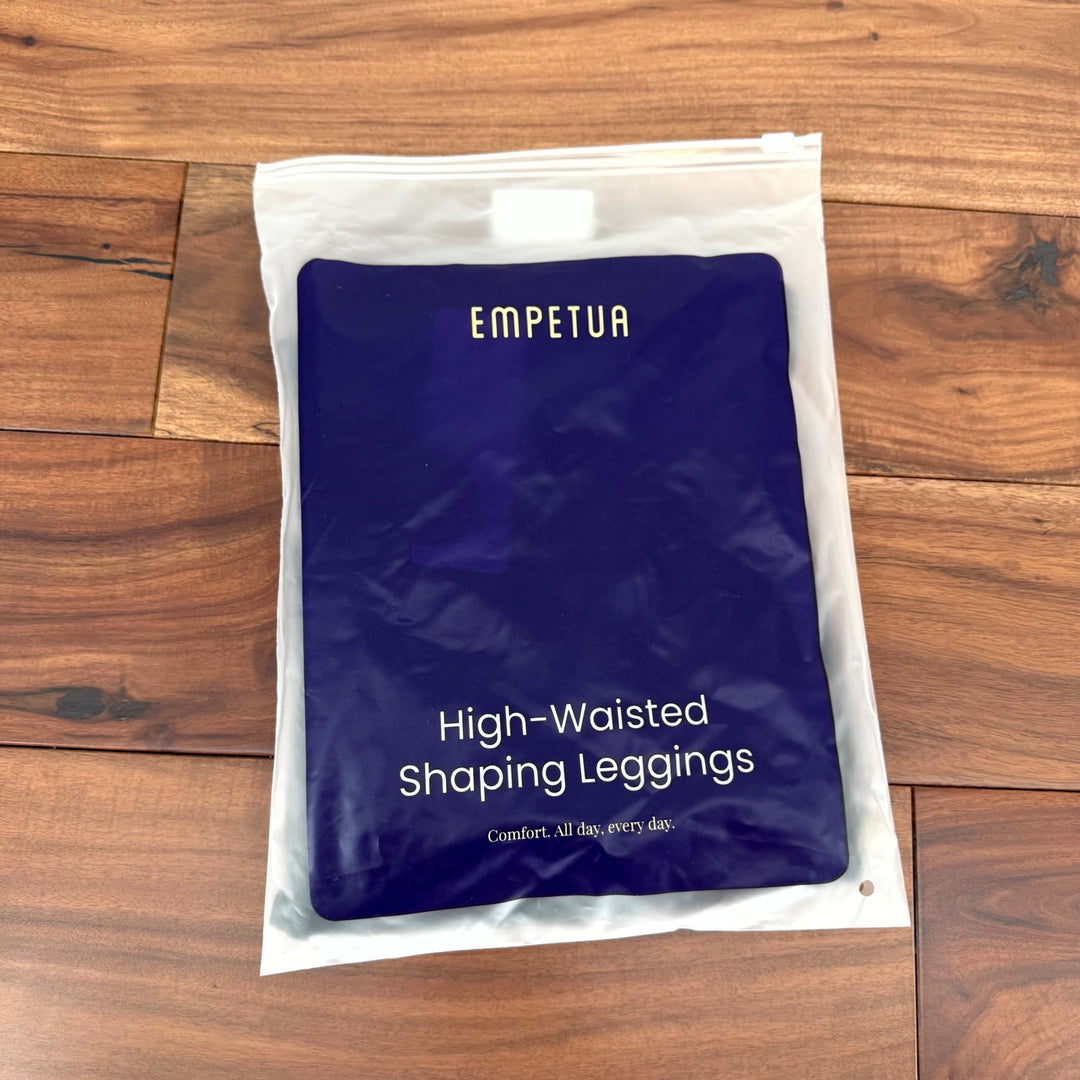 EMPETUA
High-Waisted
Shaping Leggings
Comfort. All day, every day.